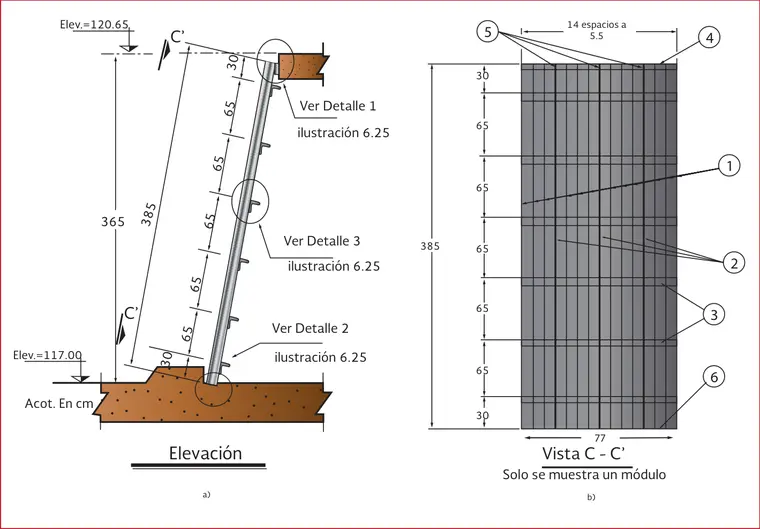 Elev.=120.65
C’
30
65
Ver Detalle 1
ilustración 6.25
65
365
385
65
Ver Detalle 3
ilustración 6.25
65
C’
65
Ver Detalle 2
ilustración 6.25
30
Elev.=117.00
Acot. En cm
Elevación
a)
14 espacios a
5.5
5
4
30
65
1
65
385
65
2
65
3
65
6
30
77
Vista C - C’
Solo se muestra un módulo
b)